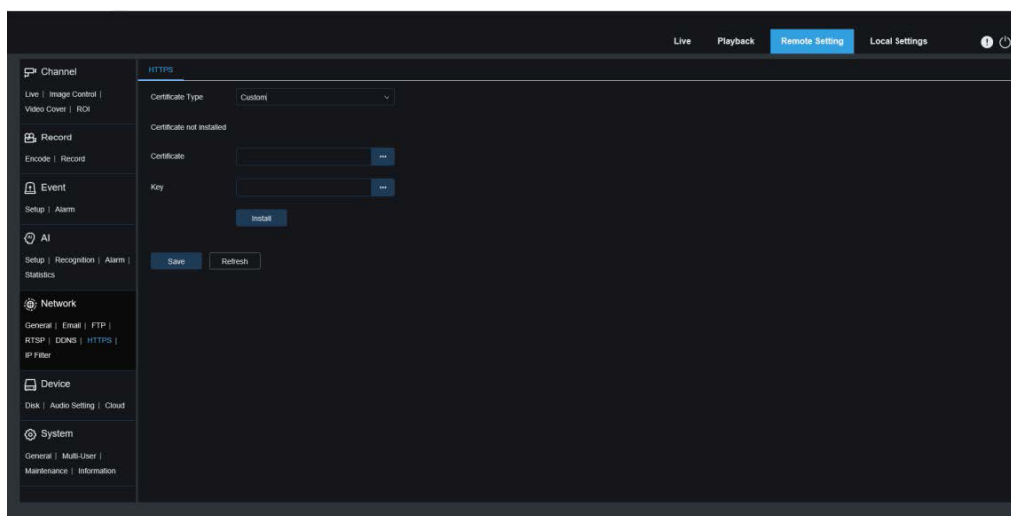 Live Playback Remote Setting Local Settings
Channel
Live | Image Control |
Video Cover | ROI
Record
Encode | Record
Event
Setup | Alarm
AI
Setup | Recognition | Alarm |
Statistics
Network
General | Email | FTP |
RTSP | DDNS | HTTPS |
IP Filter
Device
Disk | Audio Setting | Cloud
System
General | Multi-User |
Maintenance | Information
HTTPS
Certificate Type Custom
Certificate not installed
Certificate ...
Key ...
Install
Save Refresh